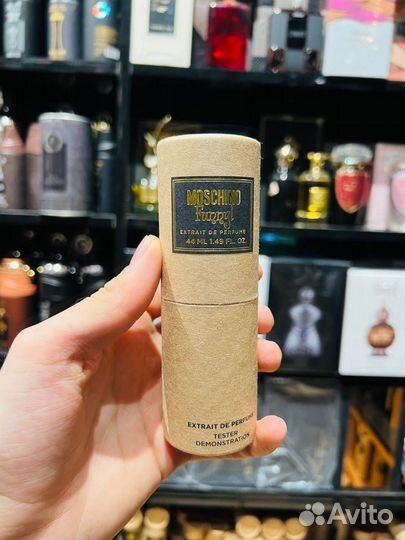 MOSCHINO
Funny!
EXTRAIT DE PERFUME
44 ML 1.49 FL. OZ.
EXTRAIT DE PERFUME
TESTER
DEMONSTRATION
Avito